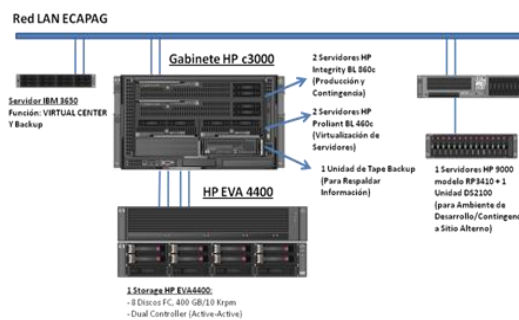 Red LAN ECAPAG
Gabinete HP c3000
2 Servidores HP
Integrity BL 860c
(Producción y
Contingencia)
Servidor IBM 3650
Función: VIRTUAL CENTER
Y Backup
2 Servidores HP
Proliant BL 460c
(Virtualización de
Servidores)
1 Unidad de Tape Backup
(Para Respaldar
Información)
1 Servidores HP 9000
modelo RP3410 + 1
Unidad DS2100
(para Ambiente de
Desarrollo/Contingenc
a Sitio Alterno)
HP EVA 4400
1 Storage HP EVA4400:
- 8 Discos FC, 400 GB/10 Krpm
- Dual Controller (Active-Active)